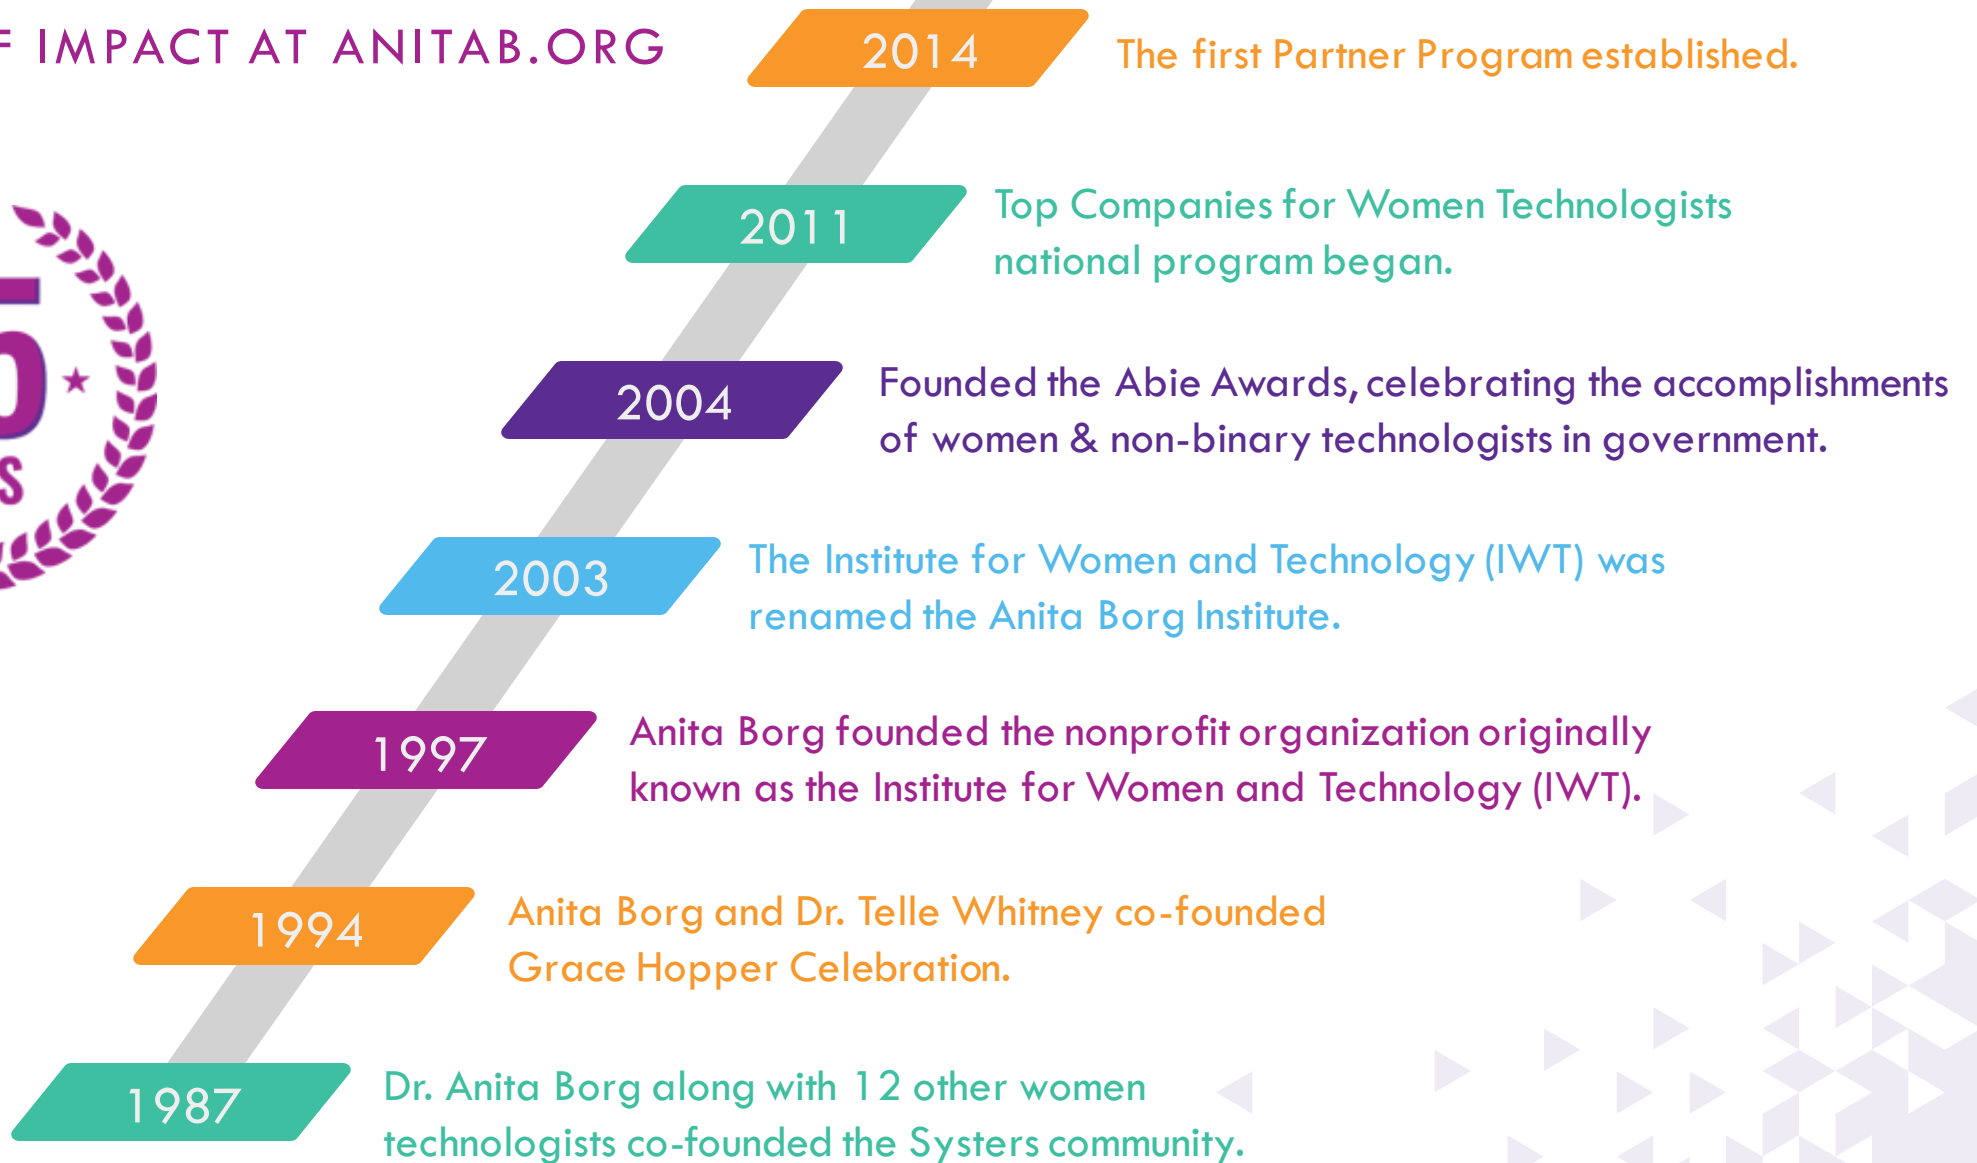 IMPACT AT ANITAB.ORG
2014
The first Partner Program established.
2011
Top Companies for Women Technologists
national program began.
2004
Founded the Abie Awards, celebrating the accomplishments
of women & non-binary technologists in government.
2003
The Institute for Women and Technology (IWT) was
renamed the Anita Borg Institute.
1997
Anita Borg founded the nonprofit organization originally
known as the Institute for Women and Technology (IWT).
1994
Anita Borg and Dr. Telle Whitney co-founded
Grace Hopper Celebration.
1987
Dr. Anita Borg along with 12 other women
technologists co-founded the Systers community.
5
S